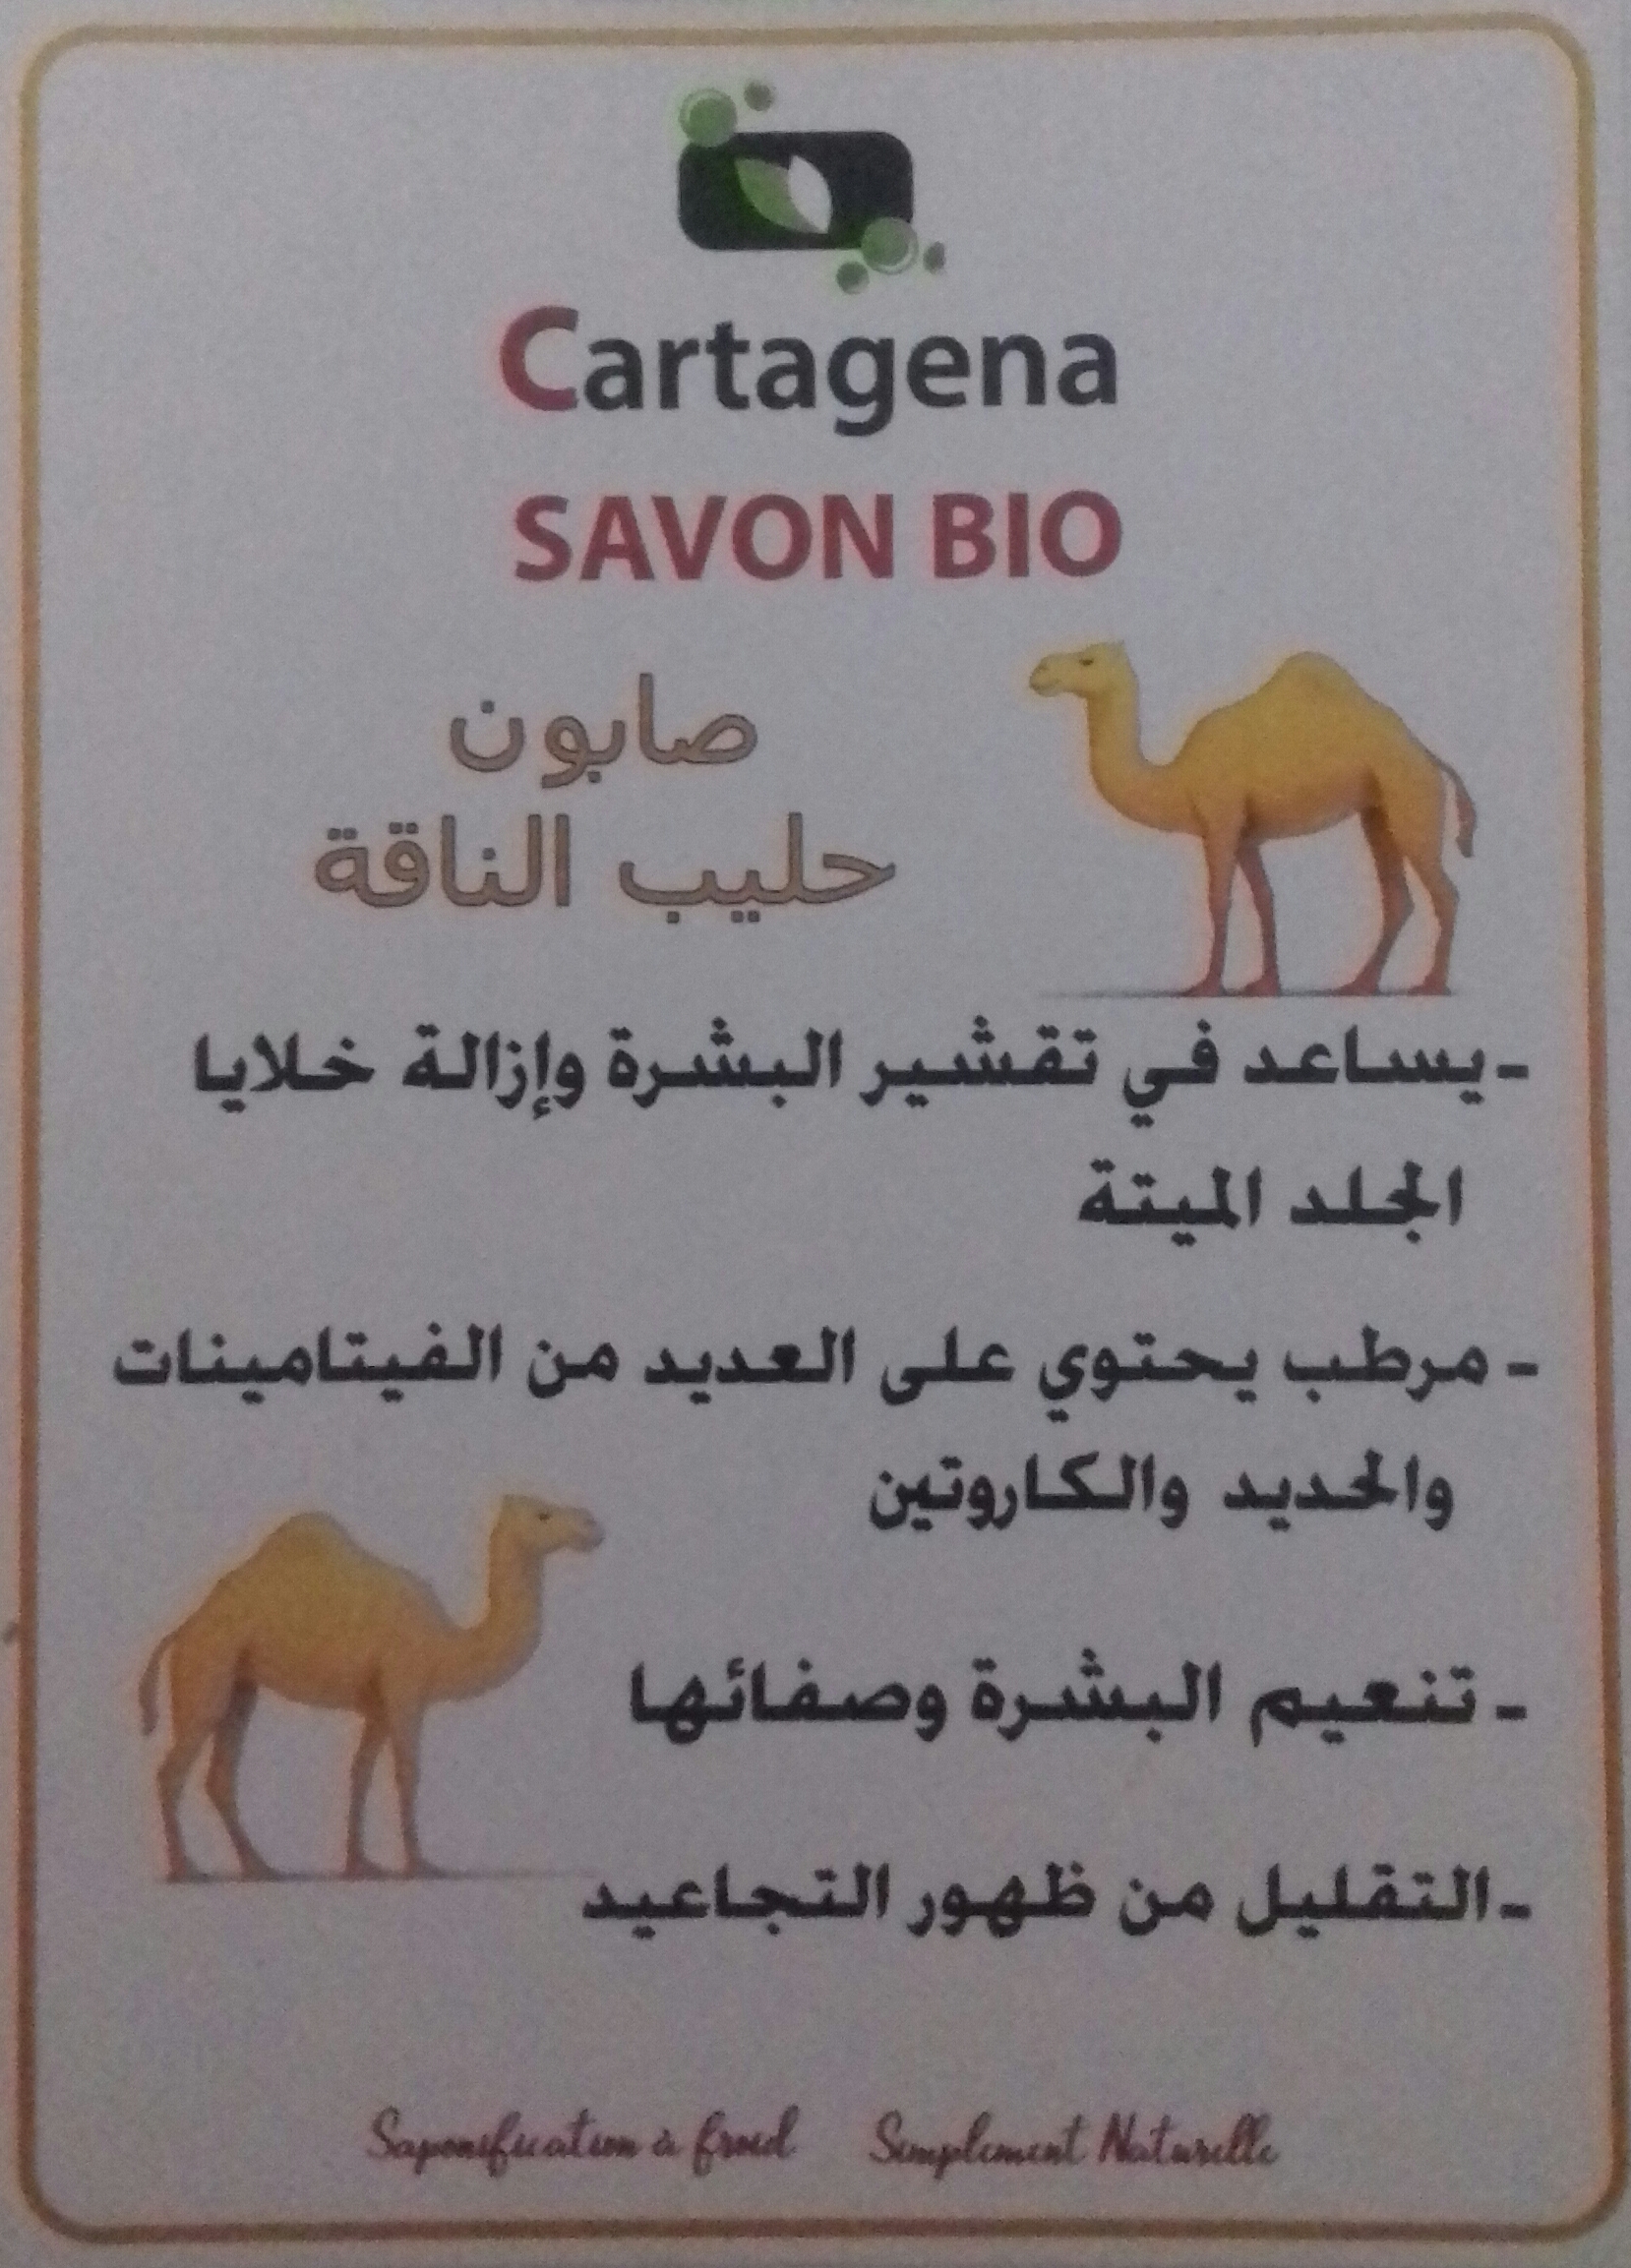 Cartagena
SAVON BIO
صابون
حليب الناقة
-يساعد في تقشير البشرة وإزالة خلايا
الجلد الميتة
- مرطب يحتوي على العديد من الفيتامينات
والحديد والكاروتين
- تنعيم البشرة وصفائها
-التقليل من ظهور التجاعيد
Saponification à froid Simplement Naturelle